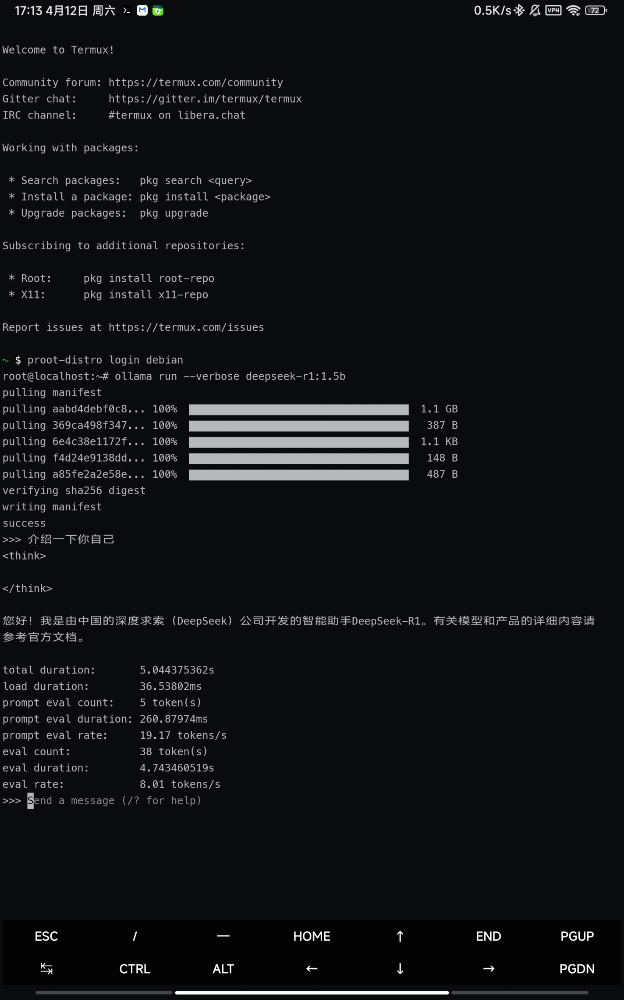 17:13 4月12日 周六 0.5K/s VPN 72
Welcome to Termux!
Community forum: https://termux.com/community
Gitter chat: https://gitter.im/termux/termux
IRC channel: #termux on libera.chat
Working with packages:
* Search packages: pkg search <query>
* Install a package: pkg install <package>
* Upgrade packages: pkg upgrade
Subscribing to additional repositories:
* Root: pkg install root-repo
* X11: pkg install x11-repo
Report issues at https://termux.com/issues
~ $ proot-distro login debian
root@localhost:~# ollama run --verbose deepseek-r1:1.5b
pulling manifest
pulling aabd4debf0c8... 100% 1.1 GB
pulling 369ca498f347... 100% 387 B
pulling 6e4c38e1172f... 100% 1.1 KB
pulling f4d24e9138dd... 100% 148 B
pulling a85fe2a2e58e... 100% 487 B
verifying sha256 digest
writing manifest
success
>>> 介绍一下你自己
<think>
</think>
您好！我是由中国的深度求索（DeepSeek）公司开发的智能助手DeepSeek-R1。有关模型和产品的详细内容请
参考官方文档。
total duration: 5.044375362s
load duration: 36.53802ms
prompt eval count: 5 token(s)
prompt eval duration: 260.87974ms
prompt eval rate: 19.17 tokens/s
eval count: 38 token(s)
eval duration: 4.743460519s
eval rate: 8.01 tokens/s
>>> Send a message (/? for help)
ESC / — HOME ↑ END PGUP
↹ CTRL ALT ← ↓ → PGDN